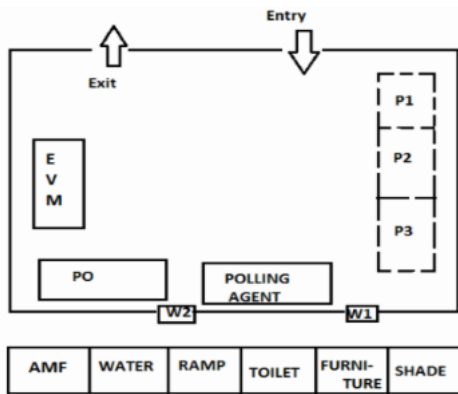 Entry
Exit
P1
P2
P3
E
V
M
PO
POLLING
AGENT
W2
W1
AMF
WATER
RAMP
TOILET
FURNI-
TURE
SHADE